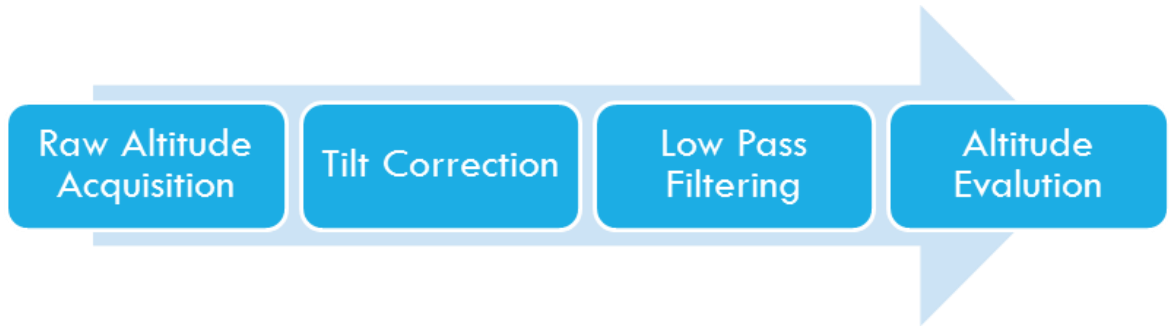 Raw Altitude
Acquisition
Tilt Correction
Low Pass
Filtering
Altitude
Evalution